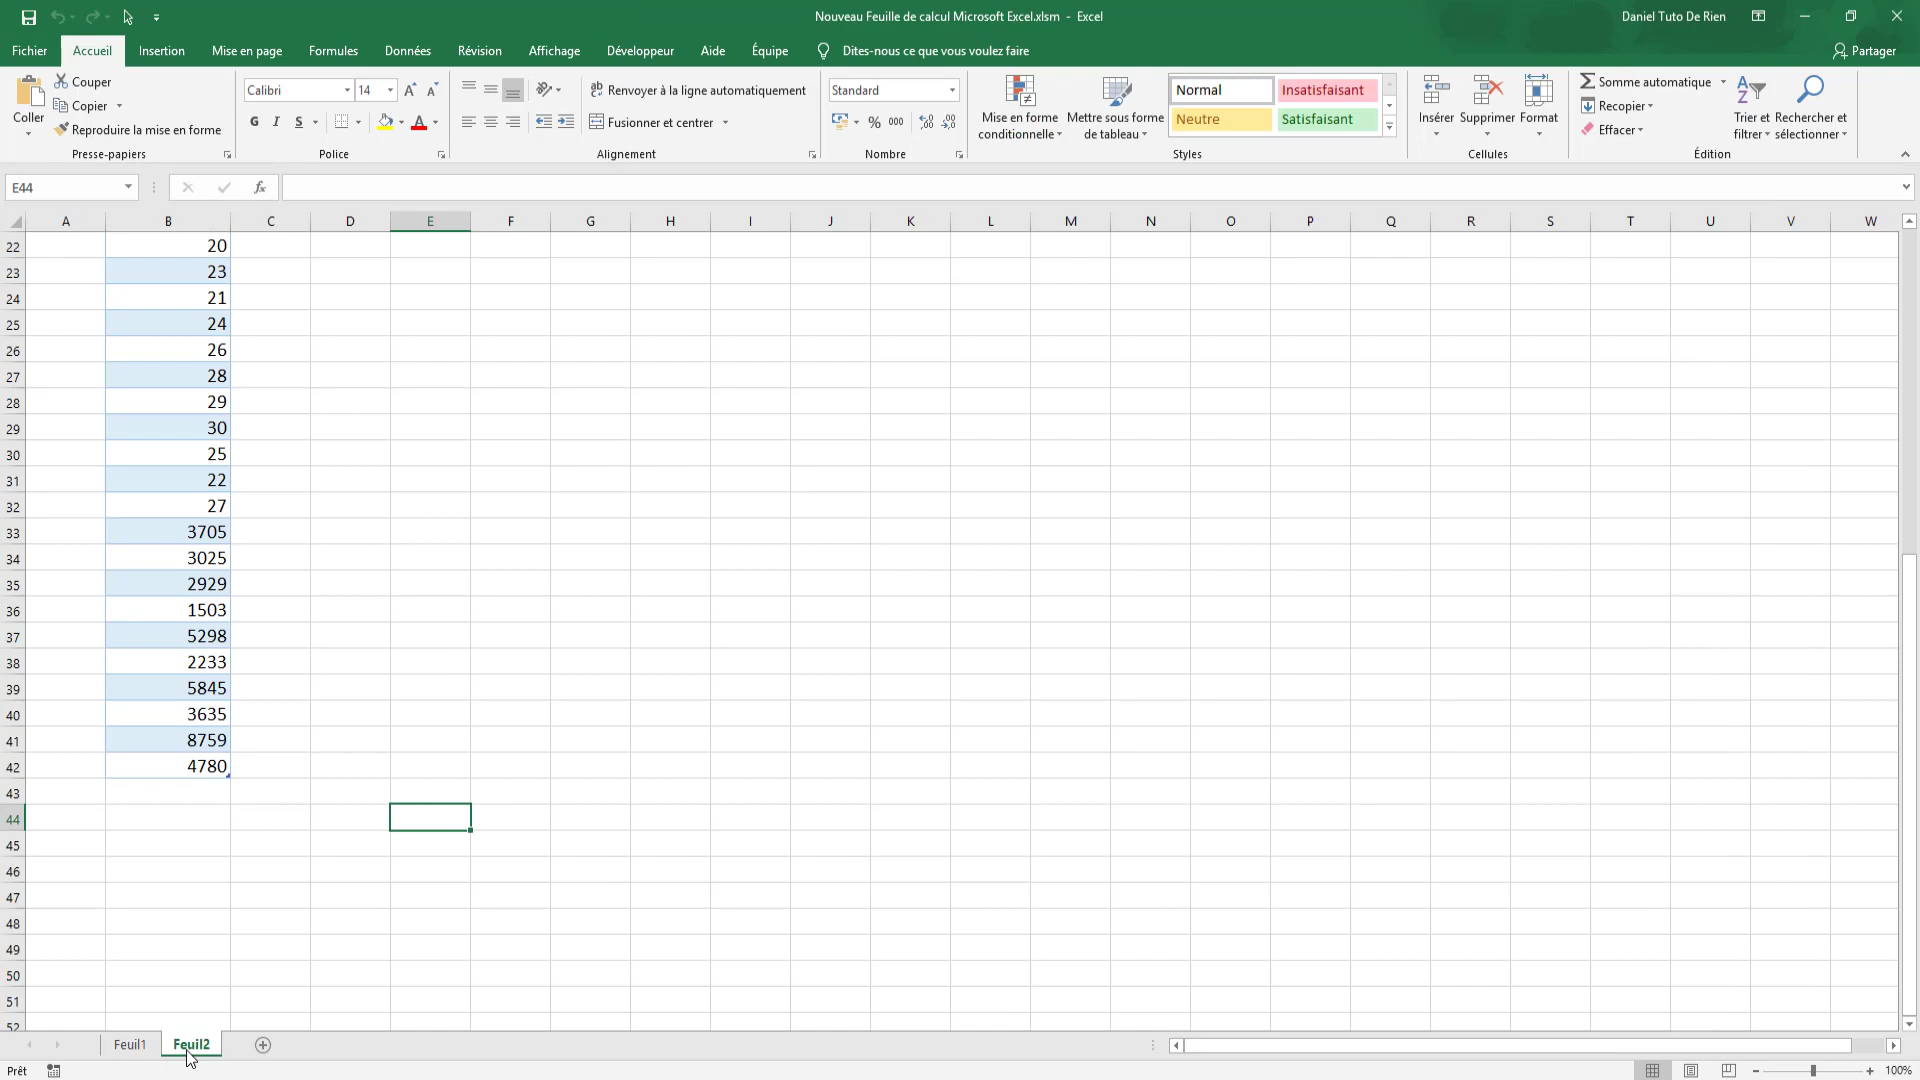 Nouveau Feuille de calcul Microsoft Excel.xlsm - Excel
Daniel Tuto De Rien
Fichier Accueil Insertion Mise en page Formules Données Révision Affichage Développeur Aide Équipe Dites-nous ce que vous voulez faire Partager
Coller
Couper
Copier
Reproduire la mise en forme
Presse-papiers
Calibri 14
G I S
Police
Renvoyer à la ligne automatiquement
Fusionner et centrer
Alignement
Standard
% 000
Nombre
Mise en forme conditionnelle
Mettre sous forme de tableau
Normal Insatisfaisant
Neutre Satisfaisant
Styles
Insérer Supprimer Format
Cellules
Somme automatique
Recopier
Effacer
Trier et filtrer
Rechercher et sélectionner
Édition
E44
fx
A B C D E F G H I J K L M N O P Q R S T U V W
22 20
23 23
24 21
25 24
26 26
27 28
28 29
29 30
30 25
31 22
32 27
33 3705
34 3025
35 2929
36 1503
37 5298
38 2233
39 5845
40 3635
41 8759
42 4780
43
44
45
46
47
48
49
50
51
52
Feuil1 Feuil2
Prêt
100%